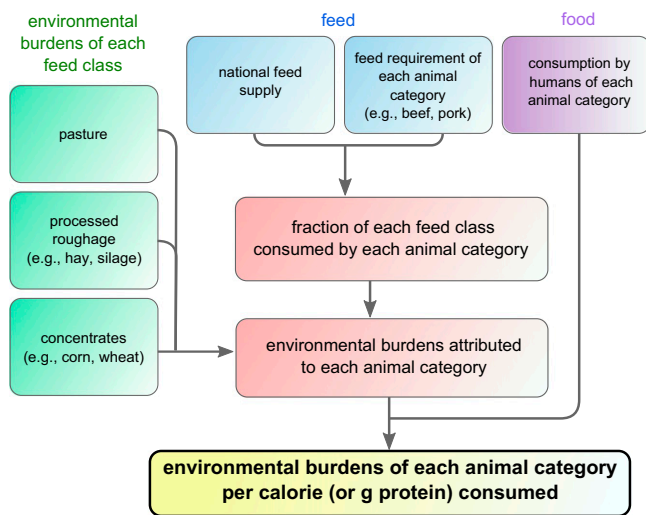 environmental
burdens of each
feed class
feed
food
national feed
supply
feed requirement of
each animal
category
(e.g., beef, pork)
consumption by
humans of each
animal category
pasture
processed
roughage
(e.g., hay, silage)
concentrates
(e.g., corn, wheat)
fraction of each feed class
consumed by each animal category
environmental burdens attributed
to each animal category
environmental burdens of each animal category
per calorie (or g protein) consumed